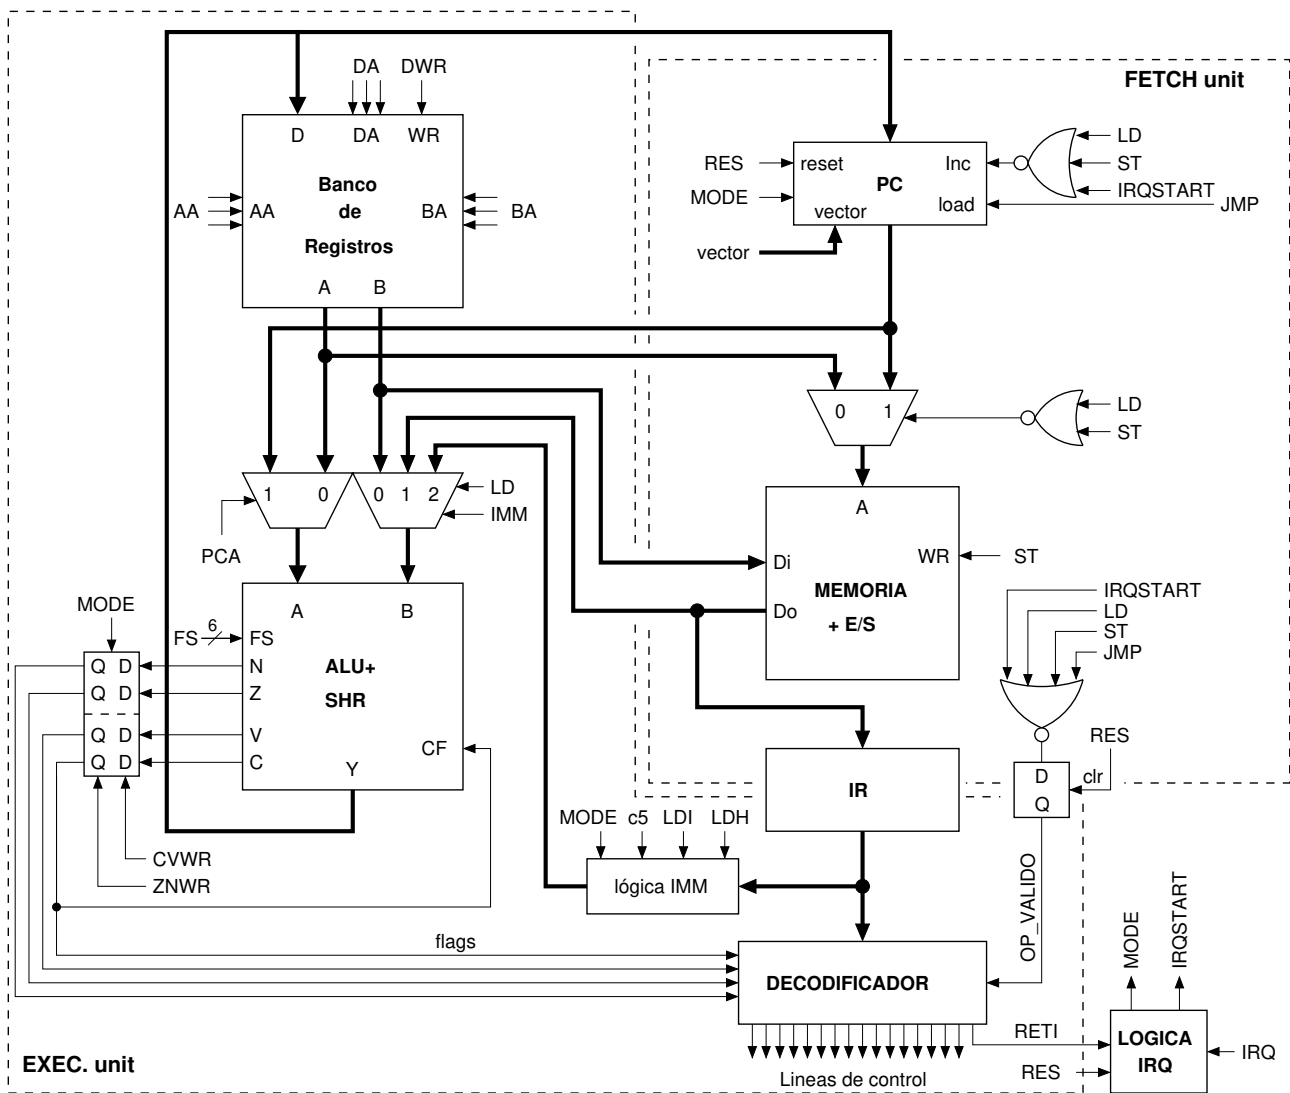 FETCH unit
DA DWR
D DA WR
Banco
de
Registros
AA AA
BA BA
A B
RES reset
MODE
PC
Inc
load
vector
vector
LD
ST
IRQSTART
JMP
0 1
LD
ST
1 0
0 1 2
LD
IMM
PCA
A
WR ST
Di
MEMORIA
+ E/S
Do
A B
MODE
FS 6 FS
ALU+
SHR
N
Z
V
C
Q D
Q D
Q D
Q D
CF
Y
CVWR
ZNWR
IRQSTART
LD
ST
JMP
RES
D clr
Q
IR
MODE c5 LDI LDH
lógica IMM
OP_VALIDO
flags
DECODIFICADOR
Lineas de control
RETI
RES
MODE
IRQSTART
LOGICA
IRQ
IRQ
EXEC. unit